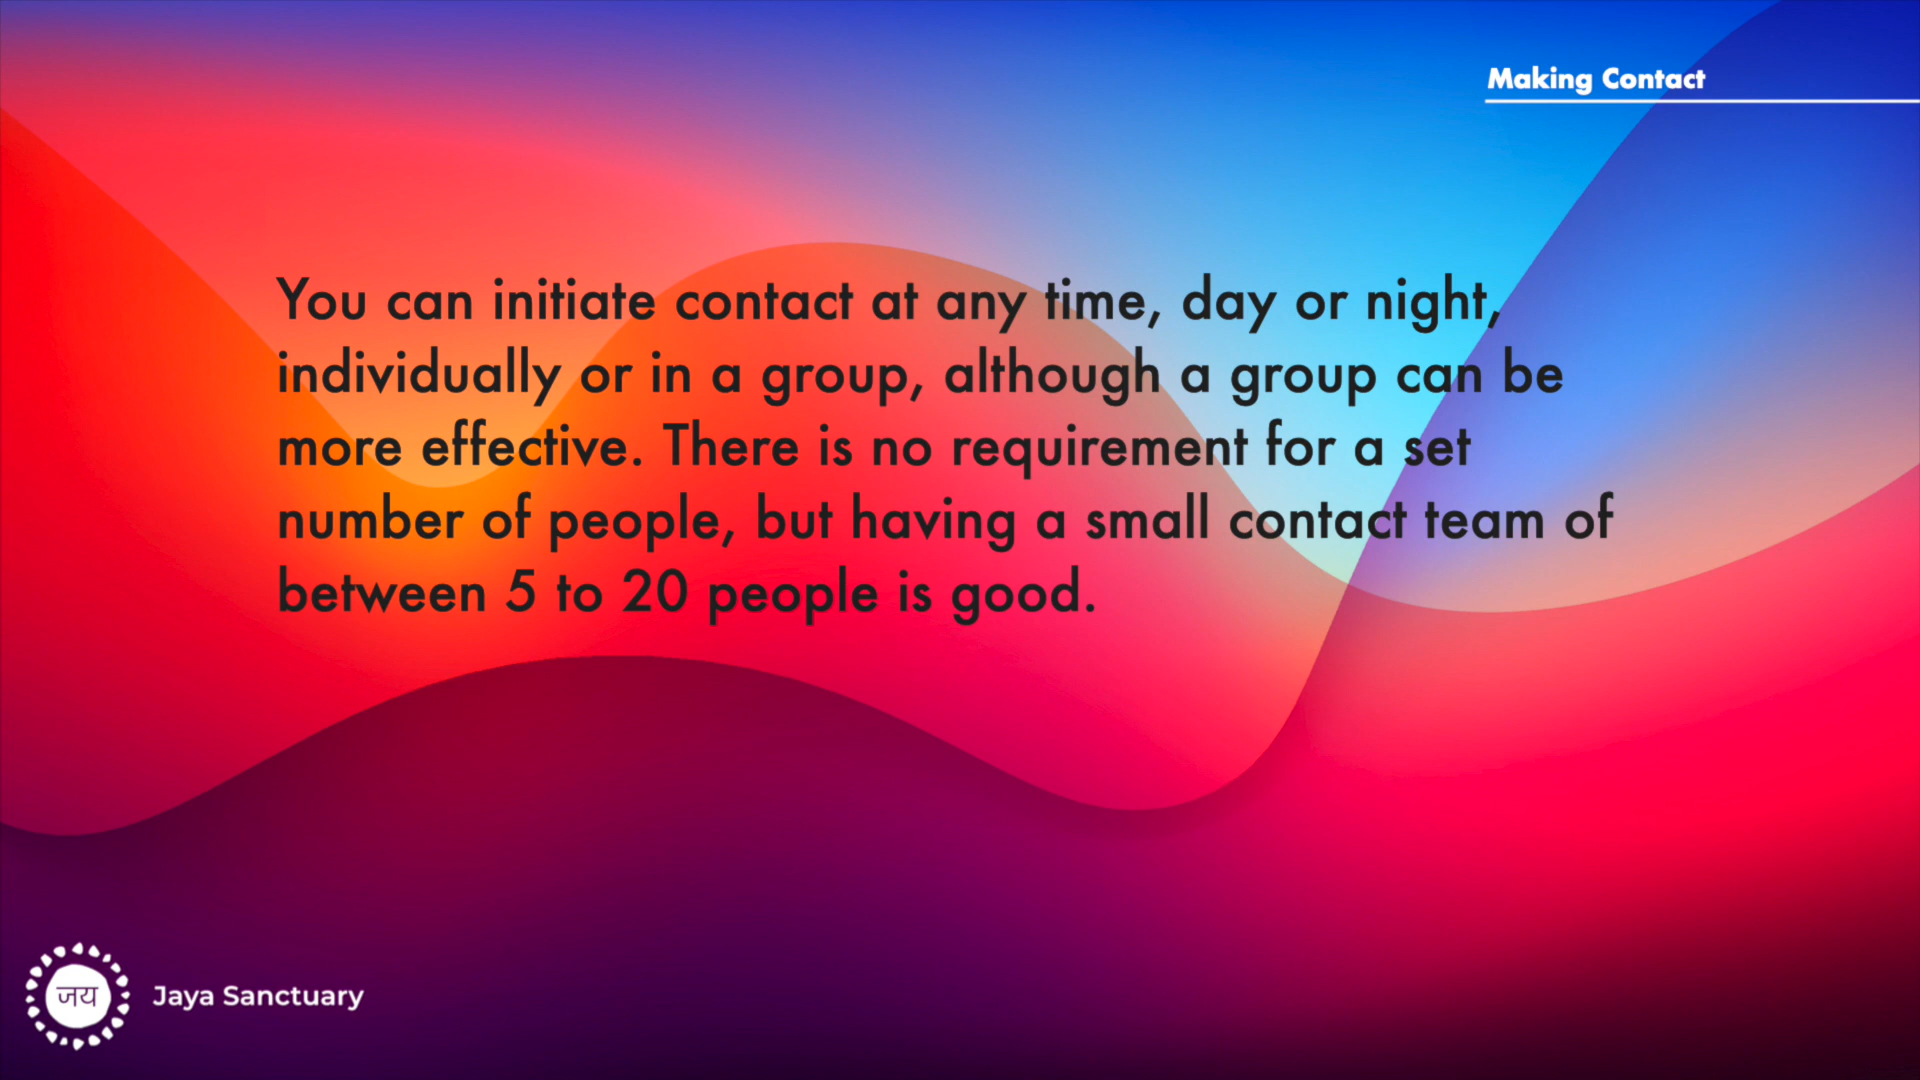 Making Contact
You can initiate contact at any time, day or night,
individually or in a group, although a group can be
more effective. There is no requirement for a set
number of people, but having a small contact team of
between 5 to 20 people is good.
जय
Jaya Sanctuary